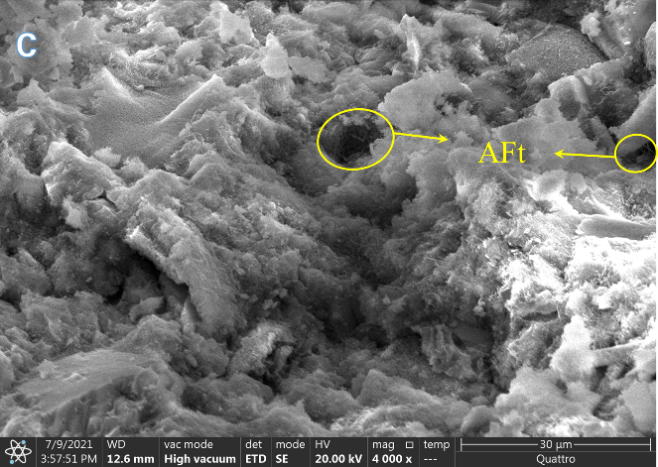 C
AFt
7/9/2021 WD vac mode det mode HV mag □ temp 30 μm
3:57:51 PM 12.6 mm High vacuum ETD SE 20.00 kV 4 000 x --- Quattro